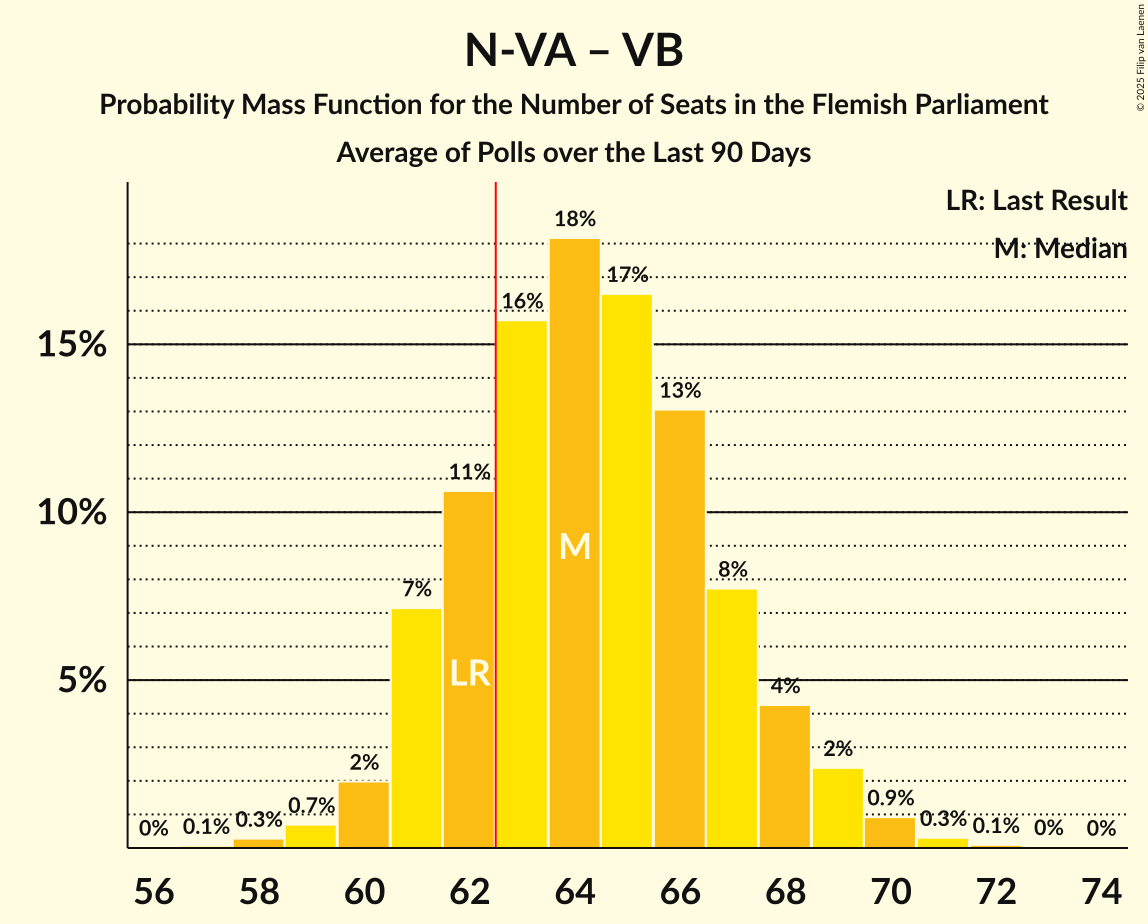 N-VA – VB
Probability Mass Function for the Number of Seats in the Flemish Parliament
Average of Polls over the Last 90 Days
© 2025 Filip van Laenen
LR: Last Result
M: Median
15%
10%
5%
0%
0.1%
0.3%
0.7%
2%
7%
11%
16%
18%
17%
13%
8%
4%
2%
0.9%
0.3%
0.1%
0%
0%
LR
M
56 58 60 62 64 66 68 70 72 74